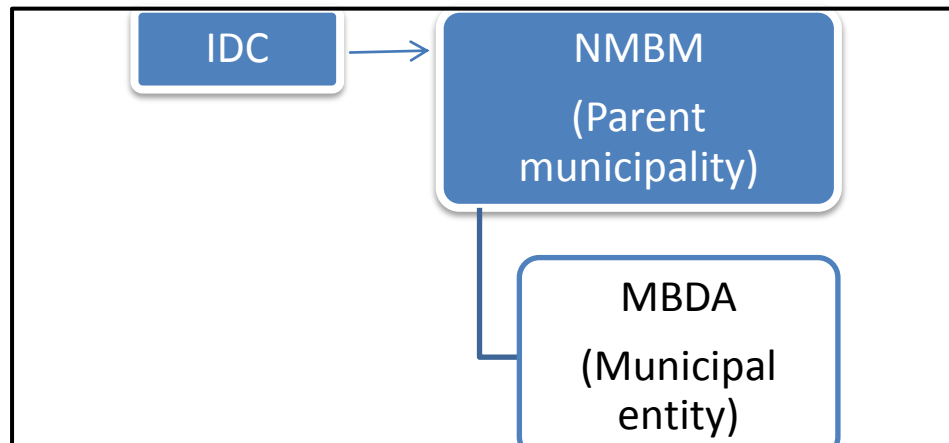 IDC
NMBM
(Parent
municipality)
MBDA
(Municipal
entity)